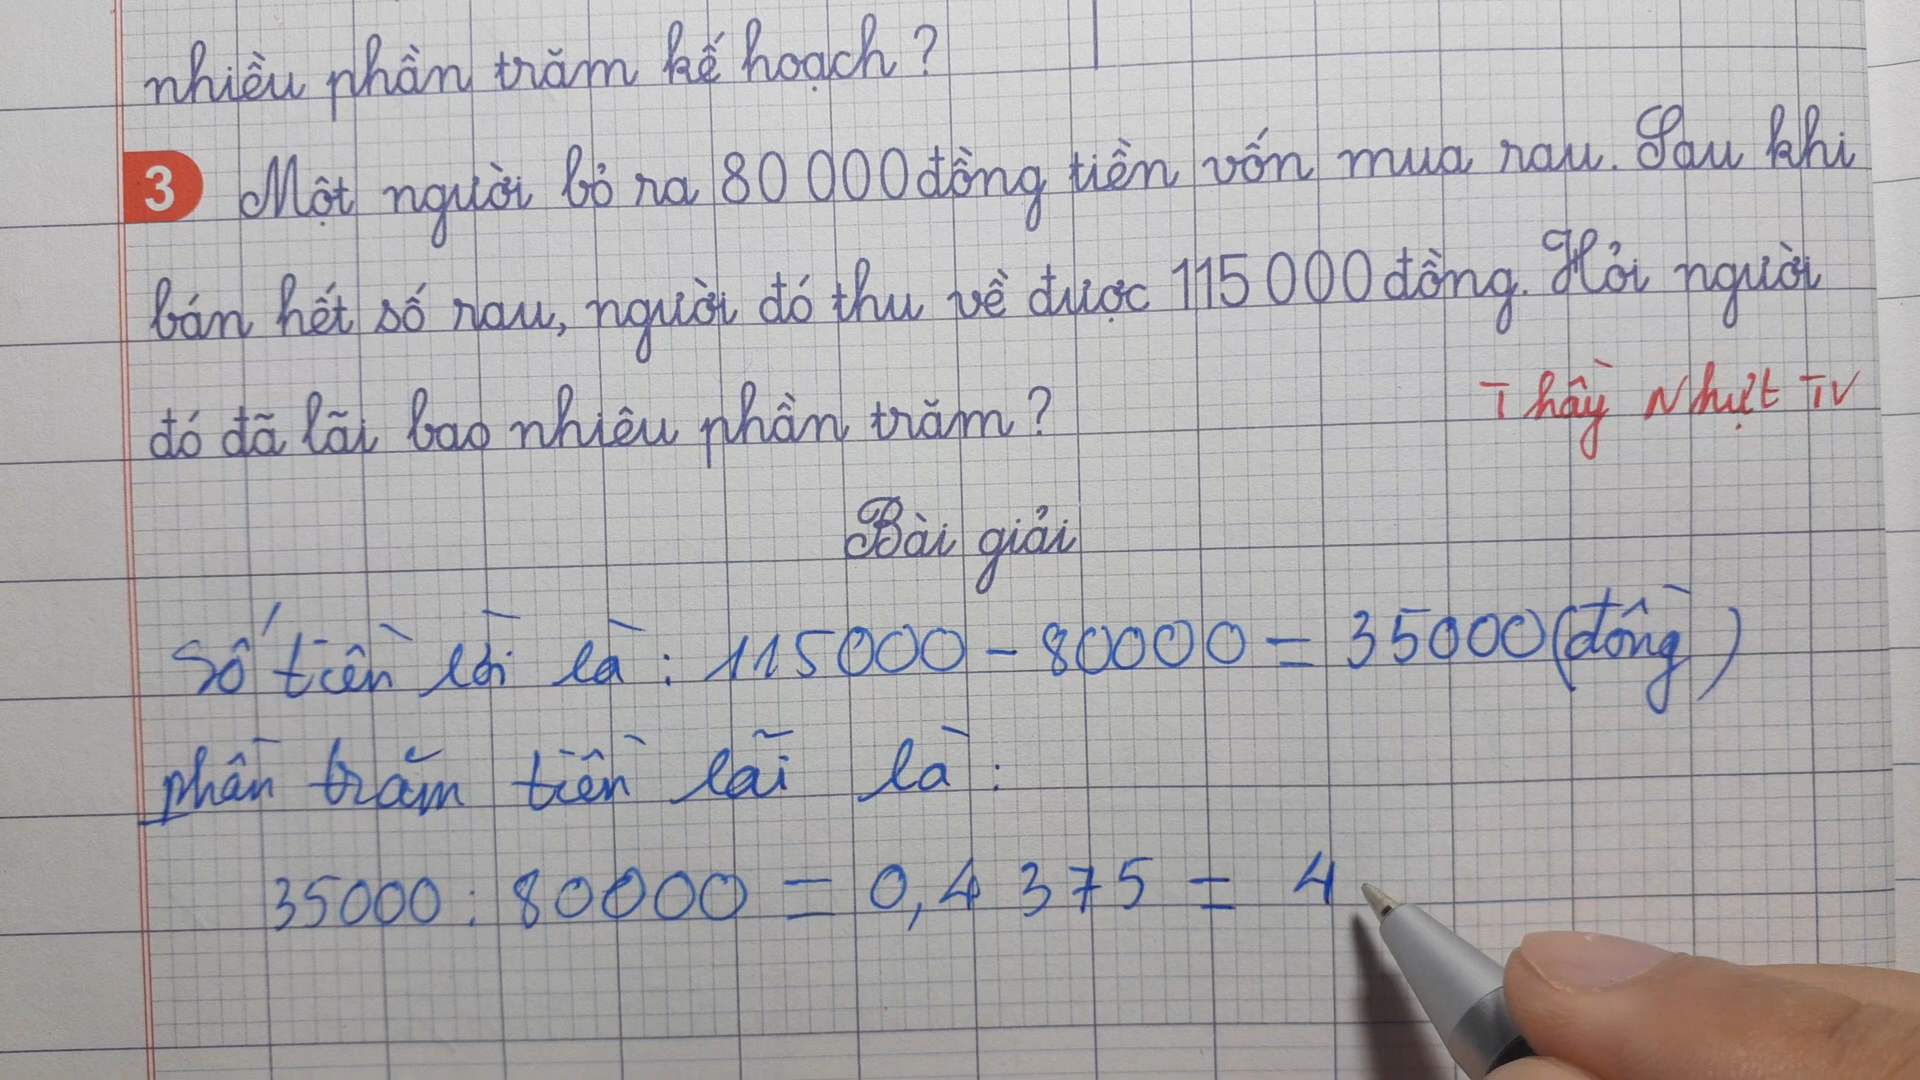 nhiêu phần trăm kế hoạch?
3 Một người bỏ ra 80 000 đồng tiền vốn mua rau. Sau khi
bán hết số rau, người đó thu về được 115 000 đồng. Hỏi người
đó đã lãi bao nhiêu phần trăm?
Thầy Nhựt TV
Bài giải
Số tiền lời là: 115000 - 80000 = 35000 (đồng)
phần trăm tiền lãi là:
35000 : 80000 = 0,4375 = 4